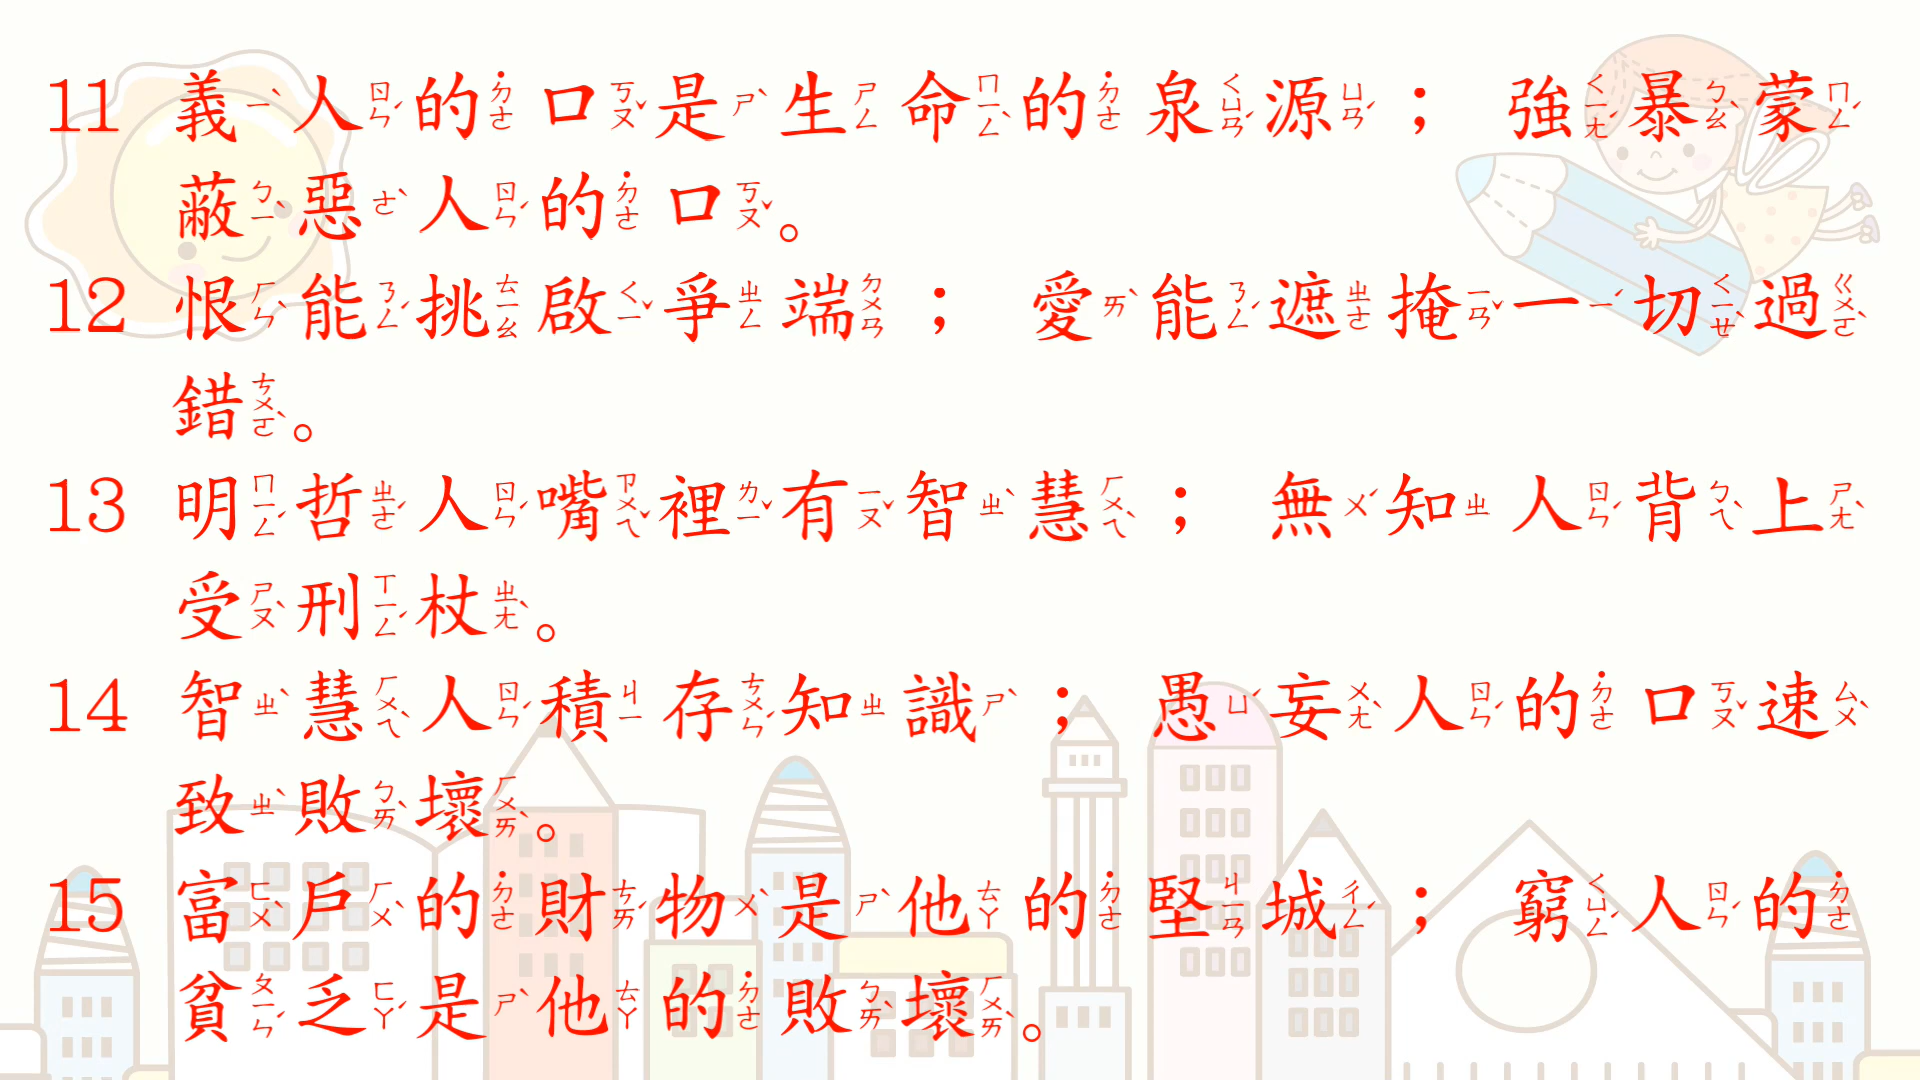 11 義人的口是生命的泉源； 強暴蒙
蔽惡人的口。
12 恨能挑啟爭端； 愛能遮掩一切過
錯。
13 明哲人嘴裡有智慧； 無知人背上
受刑杖。
14 智慧人積存知識； 愚妄人的口速
致敗壞。
15 富戶的財物是他的堅城； 窮人的
貧乏是他的敗壞。